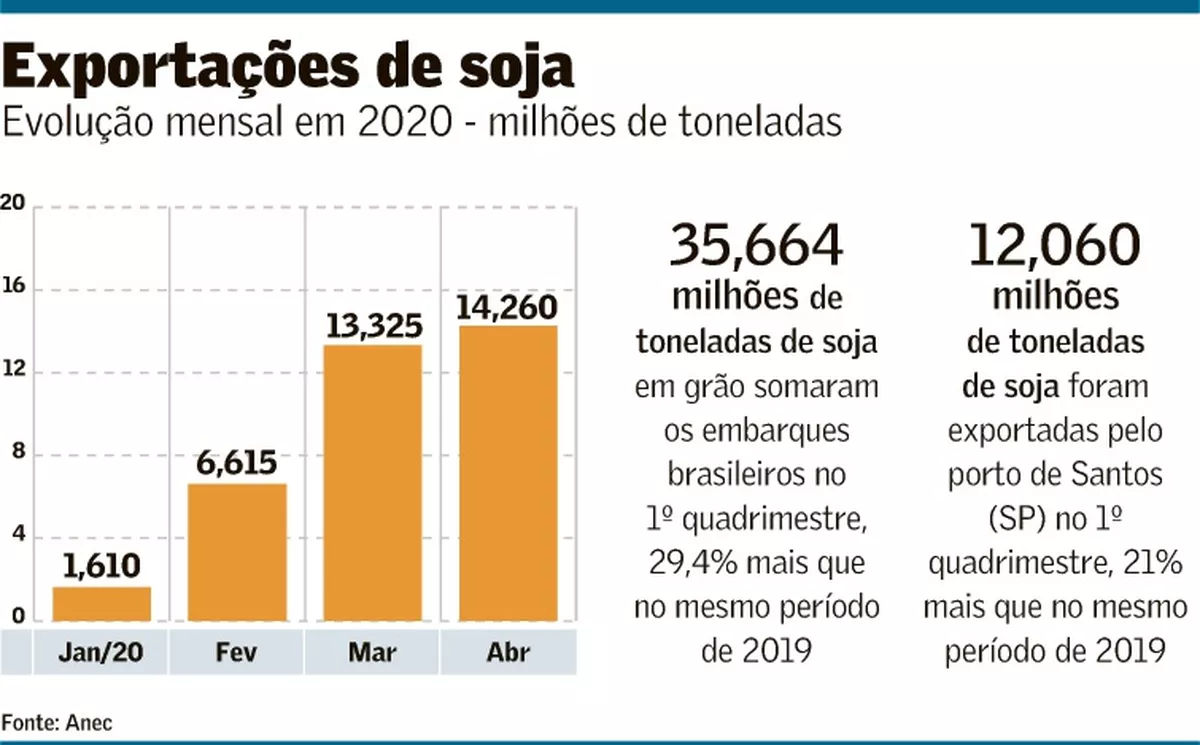 Exportações de soja
Evolução mensal em 2020 - milhões de toneladas
20
16
12
8
4
0
1,610
6,615
13,325
14,260
Jan/20
Fev
Mar
Abr
35,664
milhões de
toneladas de soja
em grão somaram
os embarques
brasileiros no
1º quadrimestre,
29,4% mais que
no mesmo período
de 2019
12,060
milhões
de toneladas
de soja foram
exportadas pelo
porto de Santos
(SP) no 1º
quadrimestre, 21%
mais que no mesmo
período de 2019
Fonte: Anec